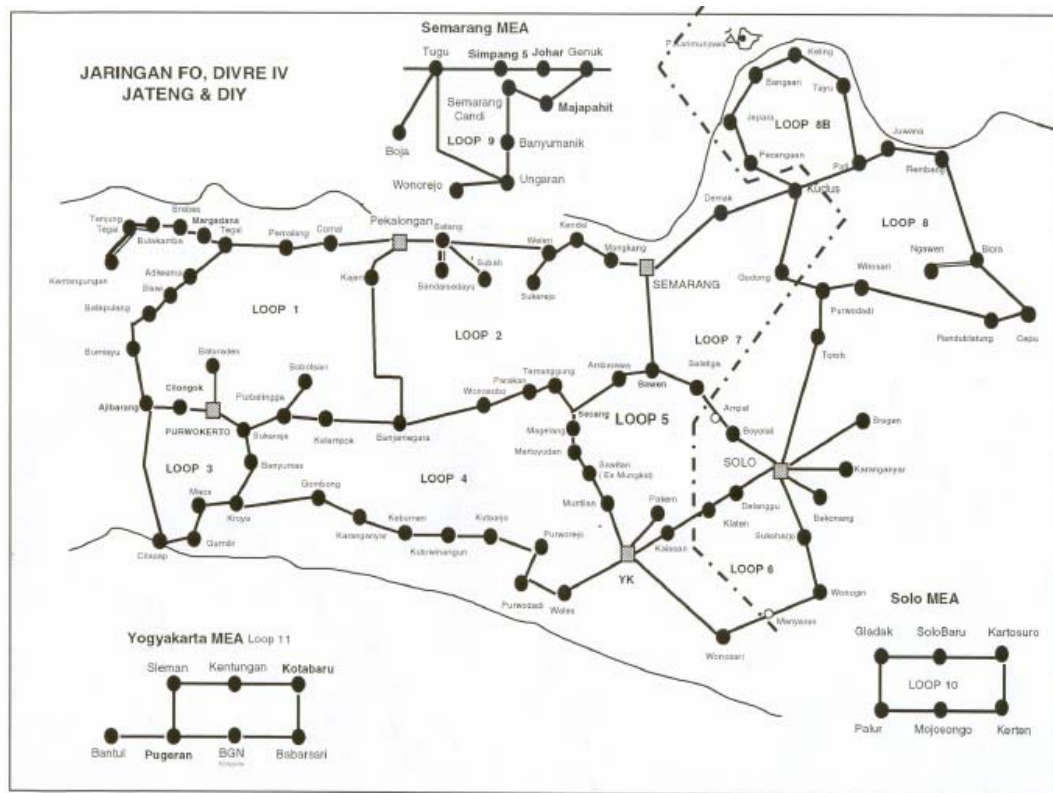 Semarang MEA
Tugu
Simpang 5
Johar
Genuk
JARINGAN FO, DIVRE IV
JATENG & DIY
Semarang
Candi
Majapahit
LOOP 9
Banyumanik
Boja
Wonorejo
Ungaran
Keling
Bangsari
Tayu
Jepara
LOOP 8B
Pecangaan
Pati
Juwana
Rembang
Kudus
Demak
LOOP 8
Ngawen
Blora
Gudong
Wirosari
Purwodadi
Randublatung
Cepu
Toroh
Tanjung
Tegal
Brebes
Bulakamba
Margadana
Tegal
Pemalang
Comal
Pekalongan
Batang
Subah
Bandarsedayu
Kajen
Weleri
Kendal
Mangkang
Sukorejo
SEMARANG
Adiwerna
Slawi
Balapulang
Bumiayu
LOOP 1
LOOP 2
LOOP 7
Baturaden
Bobotsari
Cilongok
Purbalingga
Ajibarang
PURWOKERTO
Sukaraja
Kalampok
Banjarnegara
Wonosobo
Parakan
Temanggung
Ambarawa
Bawen
Salatiga
Ampel
Boyolali
Secang
LOOP 5
Magelang
Mertoyudan
Sawitan
( Ex Mungkid)
Muntilan
Pakem
SOLO
Sragen
Karanganyar
Bekonang
Delanggu
Klaten
Kalasan
Sukoharjo
LOOP 3
Banyumas
LOOP 4
Maos
Kroya
Gombong
Karanganyar
Kebumen
Kutowinangun
Kutoarjo
Purworejo
Cilacap
Gumilir
Purwodadi
Wates
YK
LOOP 6
Wonogiri
Manyaran
Wonosari
Yogyakarta MEA Loop 11
Sleman
Kentungan
Kotabaru
Bantul
Pugeran
BGN
Babarsari
Solo MEA
Gladak
SoloBaru
Kartosuro
LOOP 10
Palur
Mojosongo
Kerten